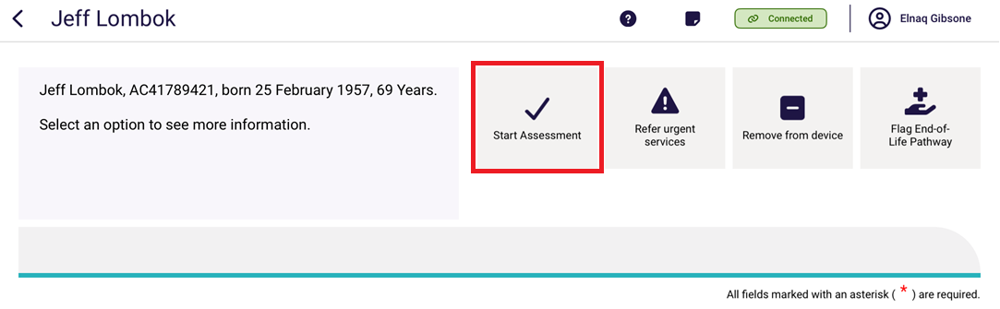 Jeff Lombok
Connected
Elnaq Gibsone
Jeff Lombok, AC41789421, born 25 February 1957, 69 Years.
Select an option to see more information.
Start Assessment
Refer urgent
services
Remove from device
Flag End-of-
Life Pathway
All fields marked with an asterisk ( * ) are required.